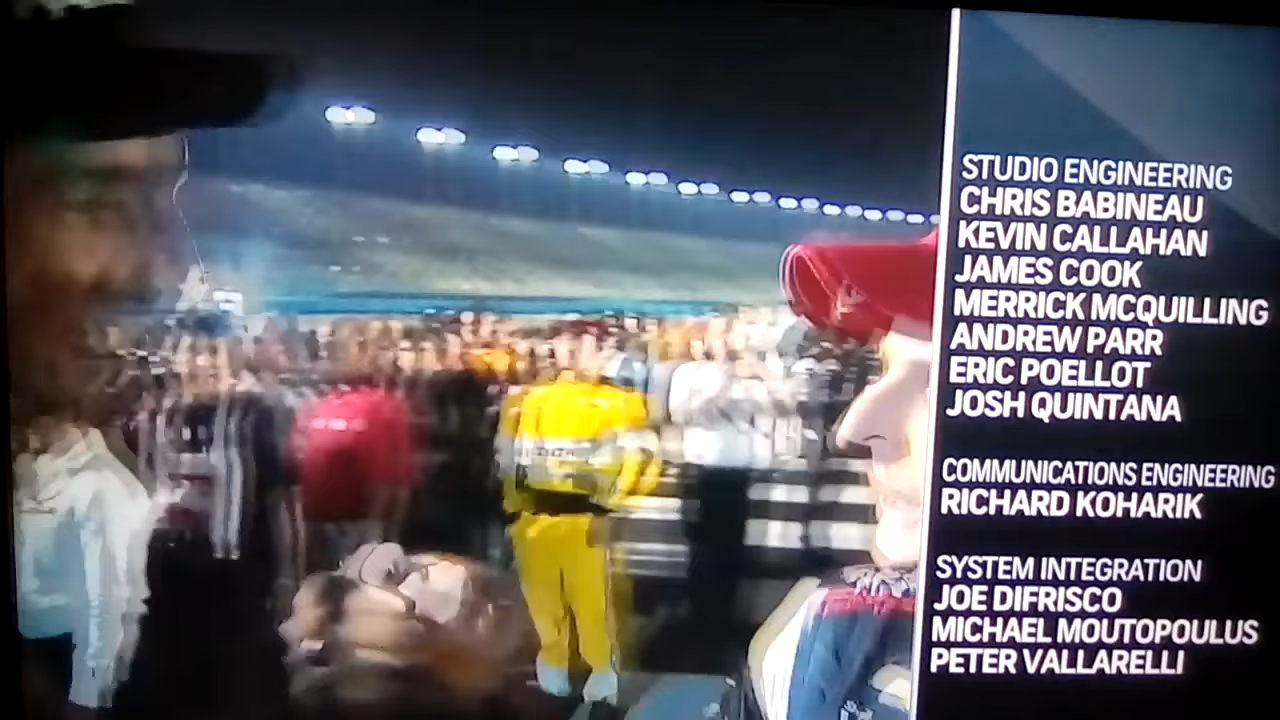 STUDIO ENGINEERING
CHRIS BABINEAU
KEVIN CALLAHAN
JAMES COOK
MERRICK MCQUILLING
ANDREW PARR
ERIC POELLOT
JOSH QUINTANA
COMMUNICATIONS ENGINEERING
RICHARD KOHARIK
SYSTEM INTEGRATION
JOE DIFRISCO
MICHAEL MOUTOPOULUS
PETER VALLARELLI